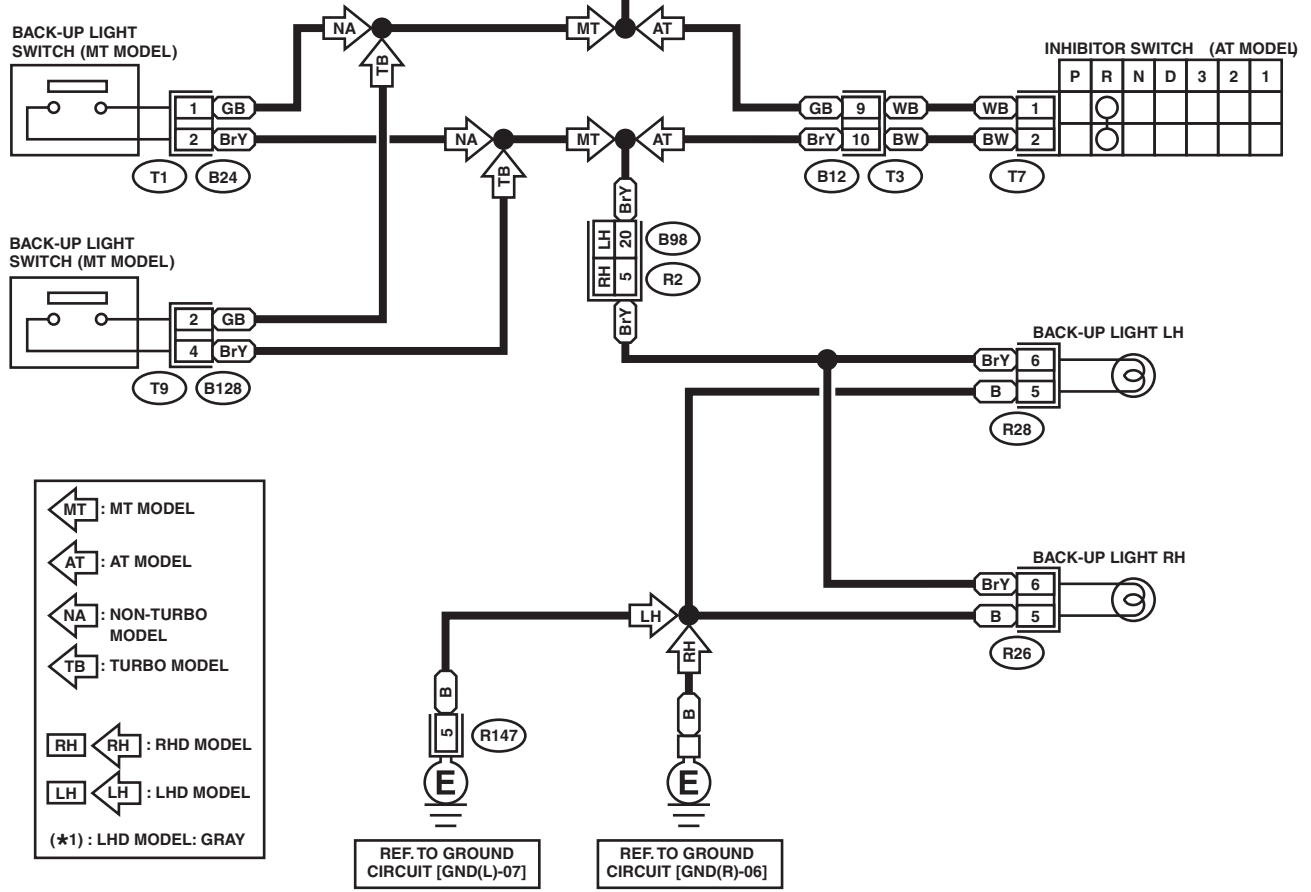 NA
MT
AT
BACK-UP LIGHT
SWITCH (MT MODEL)
TB
INHIBITOR SWITCH (AT MODEL)
P R N D 3 2 1
1 GB
GB 9 WB
WB 1
2 BrY
NA
MT
AT
BrY 10 BW
BW 2
T1 B24
TB
B12 T3
T7
BrY
LH 20 B98
RH 5 R2
BrY
BACK-UP LIGHT
SWITCH (MT MODEL)
2 GB
4 BrY
T9 B128
BACK-UP LIGHT LH
BrY 6
B 5
R28
BACK-UP LIGHT RH
BrY 6
B 5
R26
LH
RH
B
B
5 R147
E
E
REF. TO GROUND
CIRCUIT [GND(L)-07]
REF. TO GROUND
CIRCUIT [GND(R)-06]
MT : MT MODEL
AT : AT MODEL
NA : NON-TURBO
MODEL
TB : TURBO MODEL
RH RH : RHD MODEL
LH LH : LHD MODEL
(★1) : LHD MODEL: GRAY